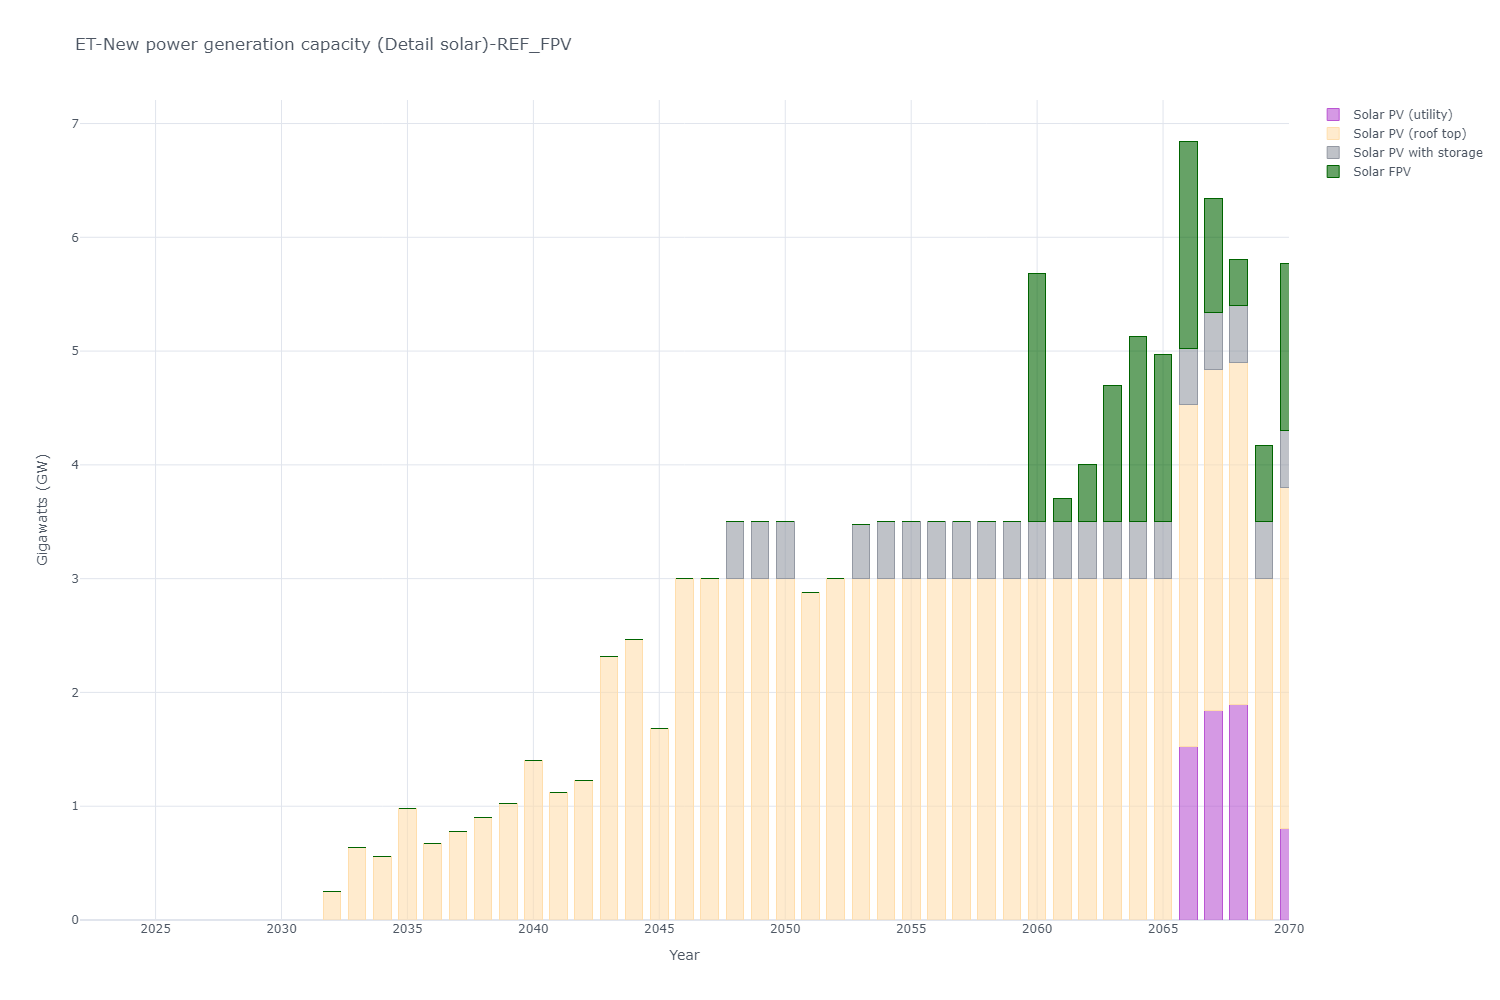 ET-New power generation capacity (Detail solar)-REF_FPV
Solar PV (utility)
Solar PV (roof top)
Solar PV with storage
Solar FPV
7
6
5
4
3
2
1
0
Gigawatts (GW)
2025 2030 2035 2040 2045 2050 2055 2060 2065 2070
Year